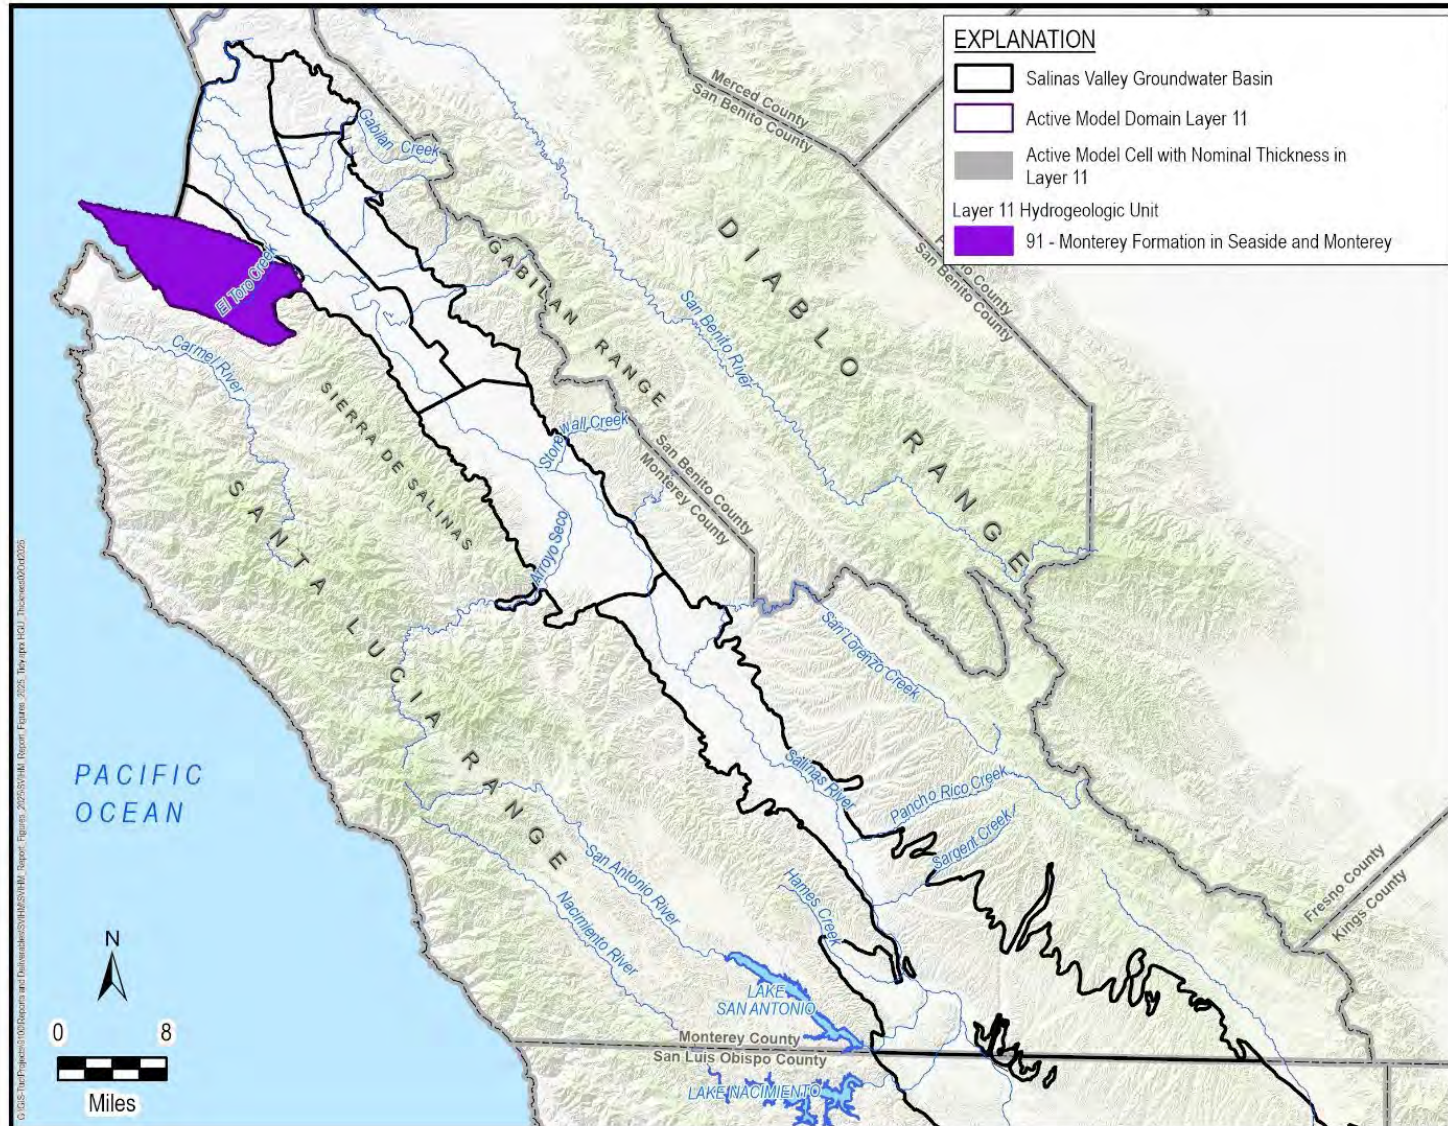 EXPLANATION
Salinas Valley Groundwater Basin
Active Model Domain Layer 11
Active Model Cell with Nominal Thickness in
Layer 11
Layer 11 Hydrogeologic Unit
91 - Monterey Formation in Seaside and Monterey
Merced County
San Benito County
County
San Benito County
Gabilan Creek
DIABLO RANGE
GABILAN RANGE
San Benito River
El Toro Creek
Carmel River
SIERRA DE SALINAS
Stonewall Creek
San Benito County
Monterey County
SANTA LUCIA RANGE
Arroyo Seco
San Lorenzo Creek
Salinas River
Pancho Rico Creek
Sargent Creek
PACIFIC
OCEAN
San Antonio River
Nacimiento River
Hames Creek
Fresno County
Kings County
N
0 8
Miles
LAKE
SAN ANTONIO
Monterey County
San Luis Obispo County
LAKE NACIMIENTO